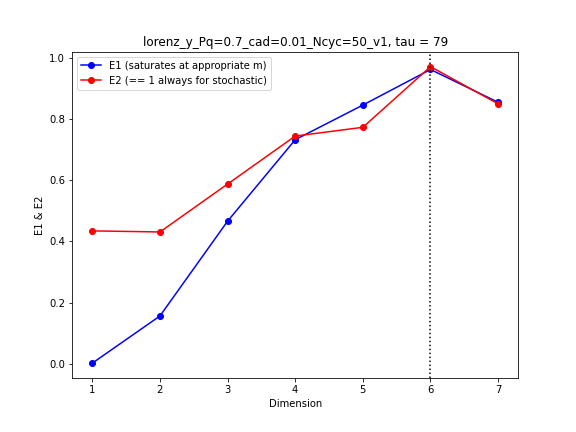 lorenz_y_Pq=0.7_cad=0.01_Ncyc=50_v1, tau = 79
E1 (saturates at appropriate m)
E2 (== 1 always for stochastic)
1.0
0.8
0.6
0.4
0.2
0.0
E1 & E2
1 2 3 4 5 6 7
Dimension